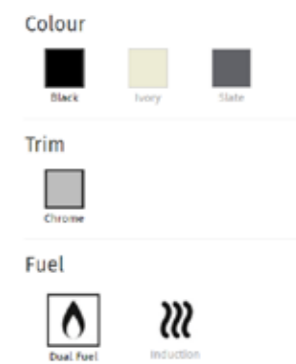 Colour
Black Ivory Slate
Trim
Chrome
Fuel
Dual Fuel Induction